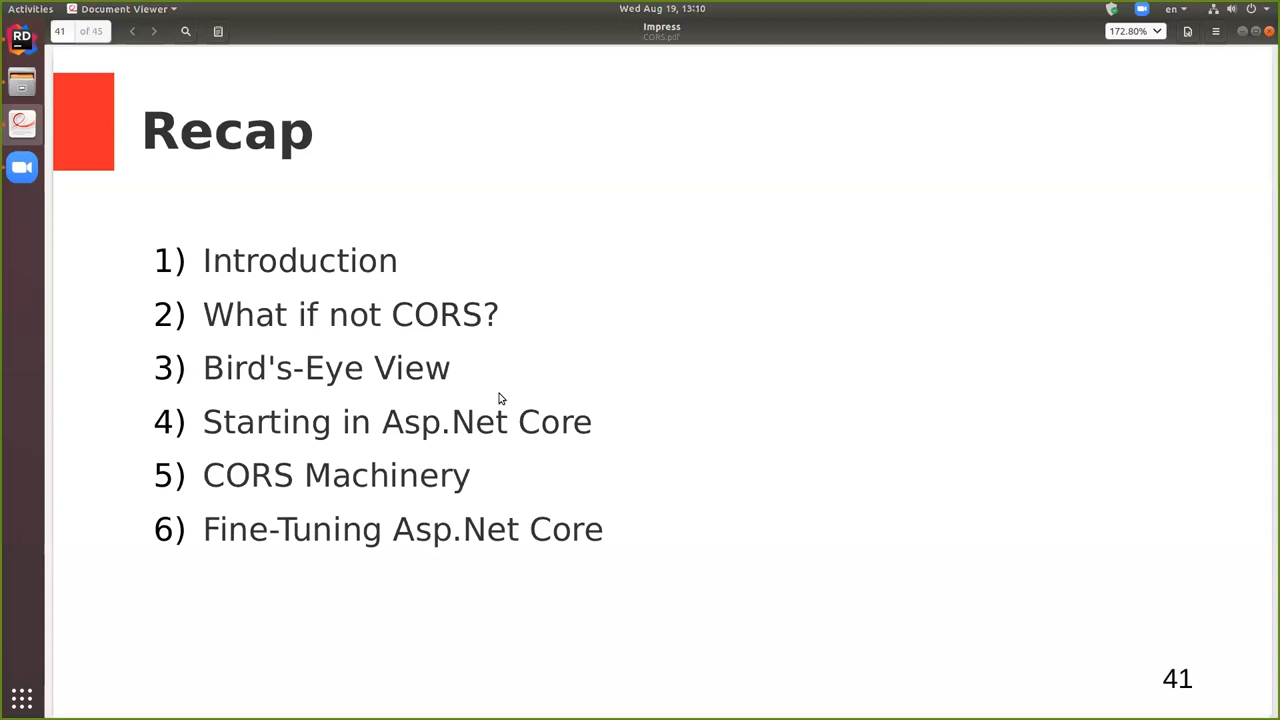 Activities
Document Viewer
Wed Aug 19, 13:10
en
RD
41 of 45
Impress
CORS.pdf
172.80%
Recap
1) Introduction
2) What if not CORS?
3) Bird's-Eye View
4) Starting in Asp.Net Core
5) CORS Machinery
6) Fine-Tuning Asp.Net Core
41